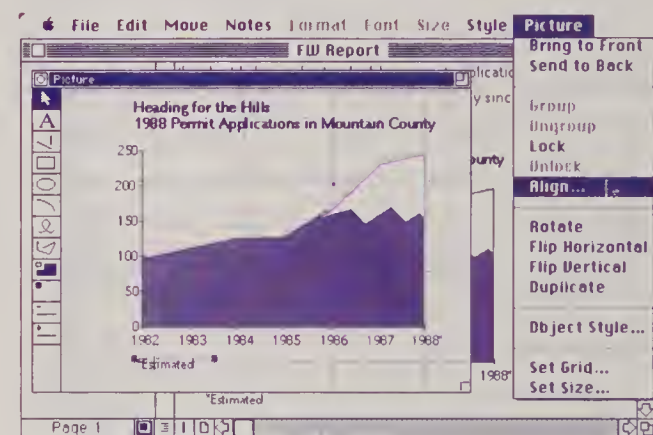 File Edit Move Notes Format Font Size Style Picture
FW Report
Bring to Front
Send to Back
Group
Ungroup
Lock
Unlock
Align...
Rotate
Flip Horizontal
Flip Vertical
Duplicate
Object Style...
Set Grid...
Set Size...
Picture
A
Heading for the Hills
1988 Permit Applications in Mountain County
250
200
150
100
50
0
1982 1983 1984 1985 1986 1987 1988*
*Estimated
1988*
*Estimated
Page 1